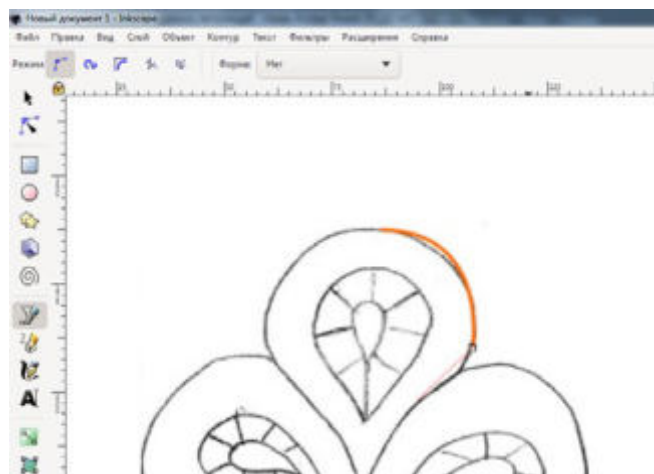 Новый документ 1 - Inkscape
Файл Правка Вид Слой Объект Контур Текст Фильтры Расширения Справка
Режим: Форма: Нет